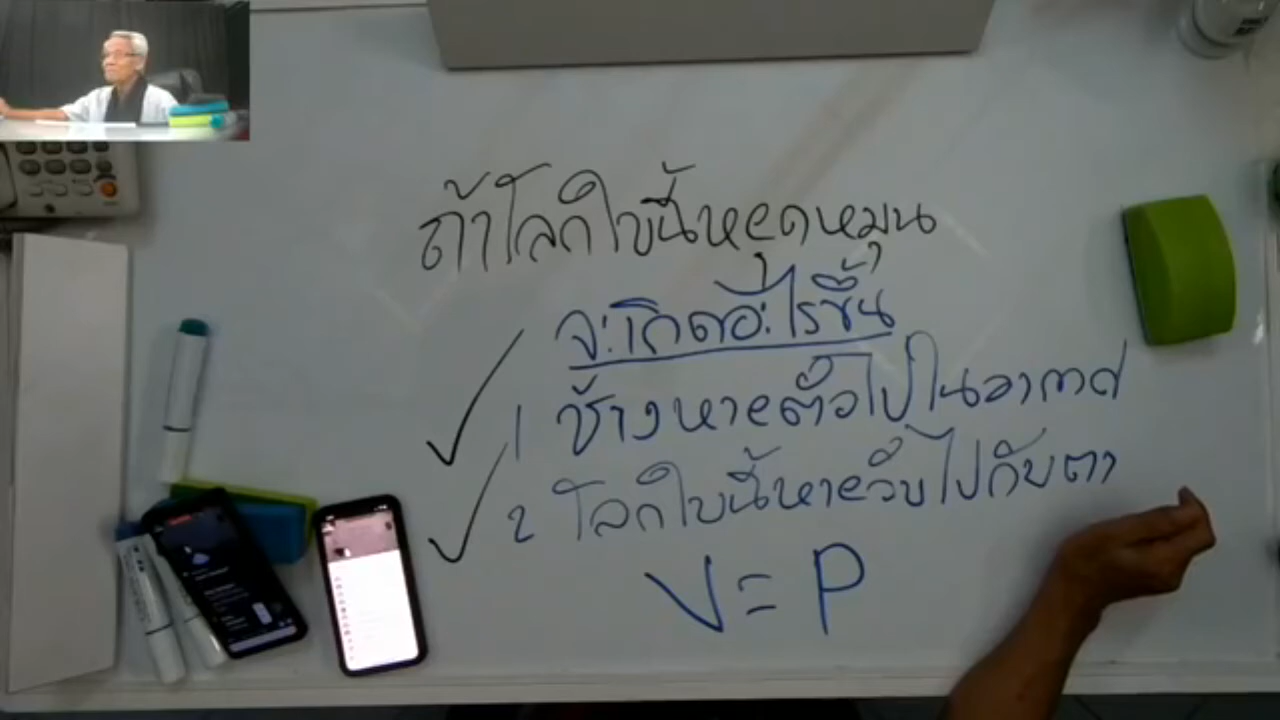 ถ้าโลกใบนี้หยุดหมุน
จะเกิดอะไรขึ้น
1 ช้างหายตัวไปในอากาศ
2 โลกใบนี้หายวับไปกับตา
V = P